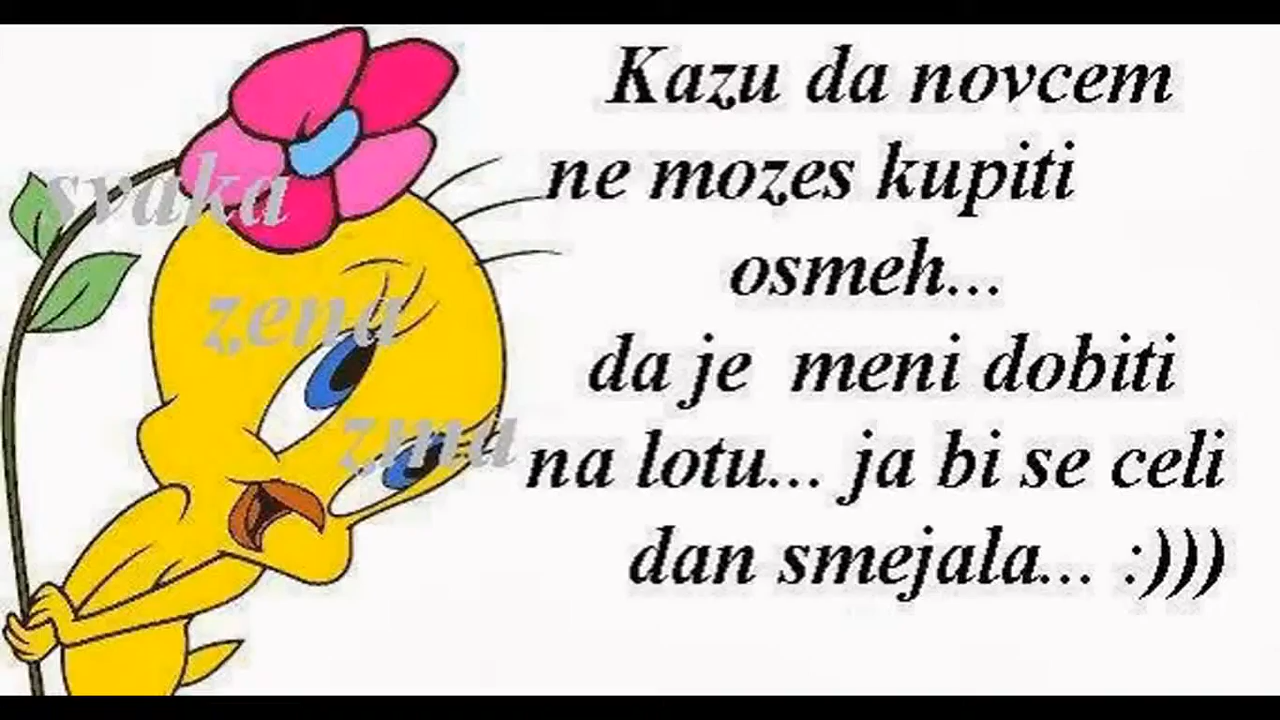 Kazu da novcem
ne mozes kupiti
osmeh...
da je meni dobiti
na lotu... ja bi se celi
dan smejala... :)))
svaka
zena
zma